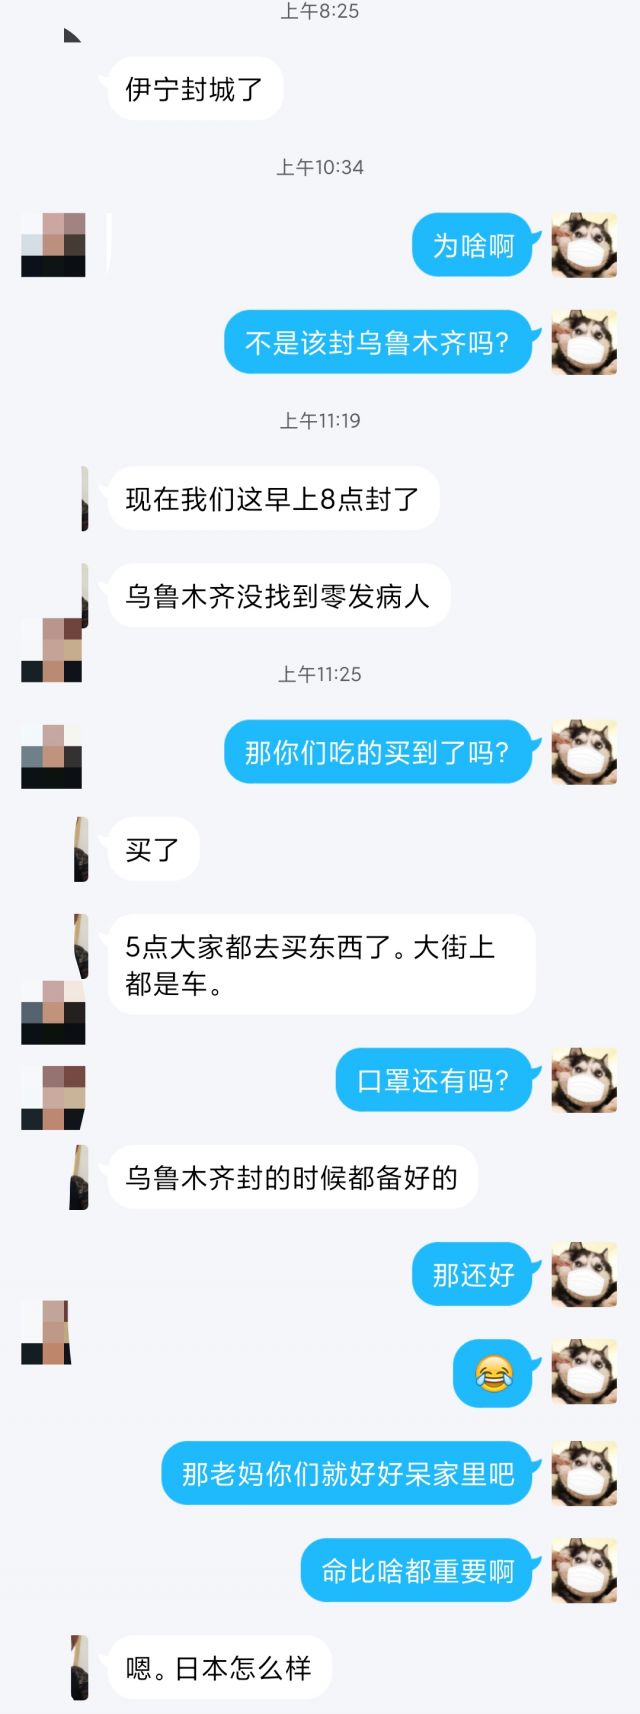 上午8:25
伊宁封城了
上午10:34
为啥啊
不是该封乌鲁木齐吗?
上午11:19
现在我们这早上8点封了
乌鲁木齐没找到零发病人
上午11:25
那你们吃的买到了吗?
买了
5点大家都去买东西了。大街上
都是车。
口罩还有吗?
乌鲁木齐封的时候都备好的
那还好
😂
那老妈你们就好好呆家里吧
命比啥都重要啊
嗯。日本怎么样